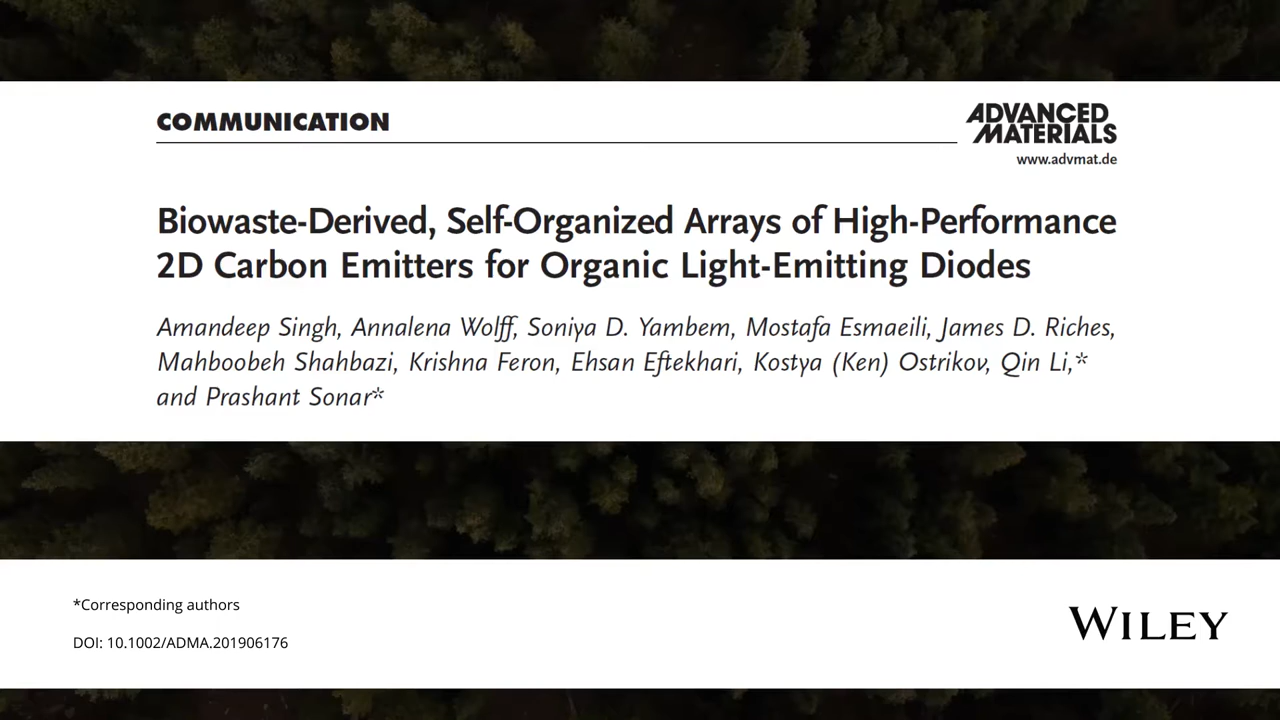 COMMUNICATION
ADVANCED
MATERIALS
www.advmat.de
Biowaste-Derived, Self-Organized Arrays of High-Performance
2D Carbon Emitters for Organic Light-Emitting Diodes
Amandeep Singh, Annalena Wolff, Soniya D. Yambem, Mostafa Esmaeili, James D. Riches,
Mahboobeh Shahbazi, Krishna Feron, Ehsan Eftekhari, Kostya (Ken) Ostrikov, Qin Li,*
and Prashant Sonar*
*Corresponding authors
DOI: 10.1002/ADMA.201906176
WILEY